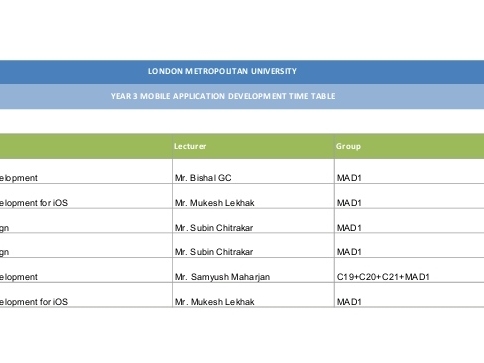 LONDON METROPOLITAN UNIVERSITY
YEAR 3 MOBILE APPLICATION DEVELOPMENT TIME TABLE
Lecturer Group
elopment Mr. Bishal GC MAD1
elopment for iOS Mr. Mukesh Lekhak MAD1
gn Mr. Subin Chitrakar MAD1
gn Mr. Subin Chitrakar MAD1
elopment Mr. Samyush Maharjan C19+C20+C21+MAD1
elopment for iOS Mr. Mukesh Lekhak MAD1